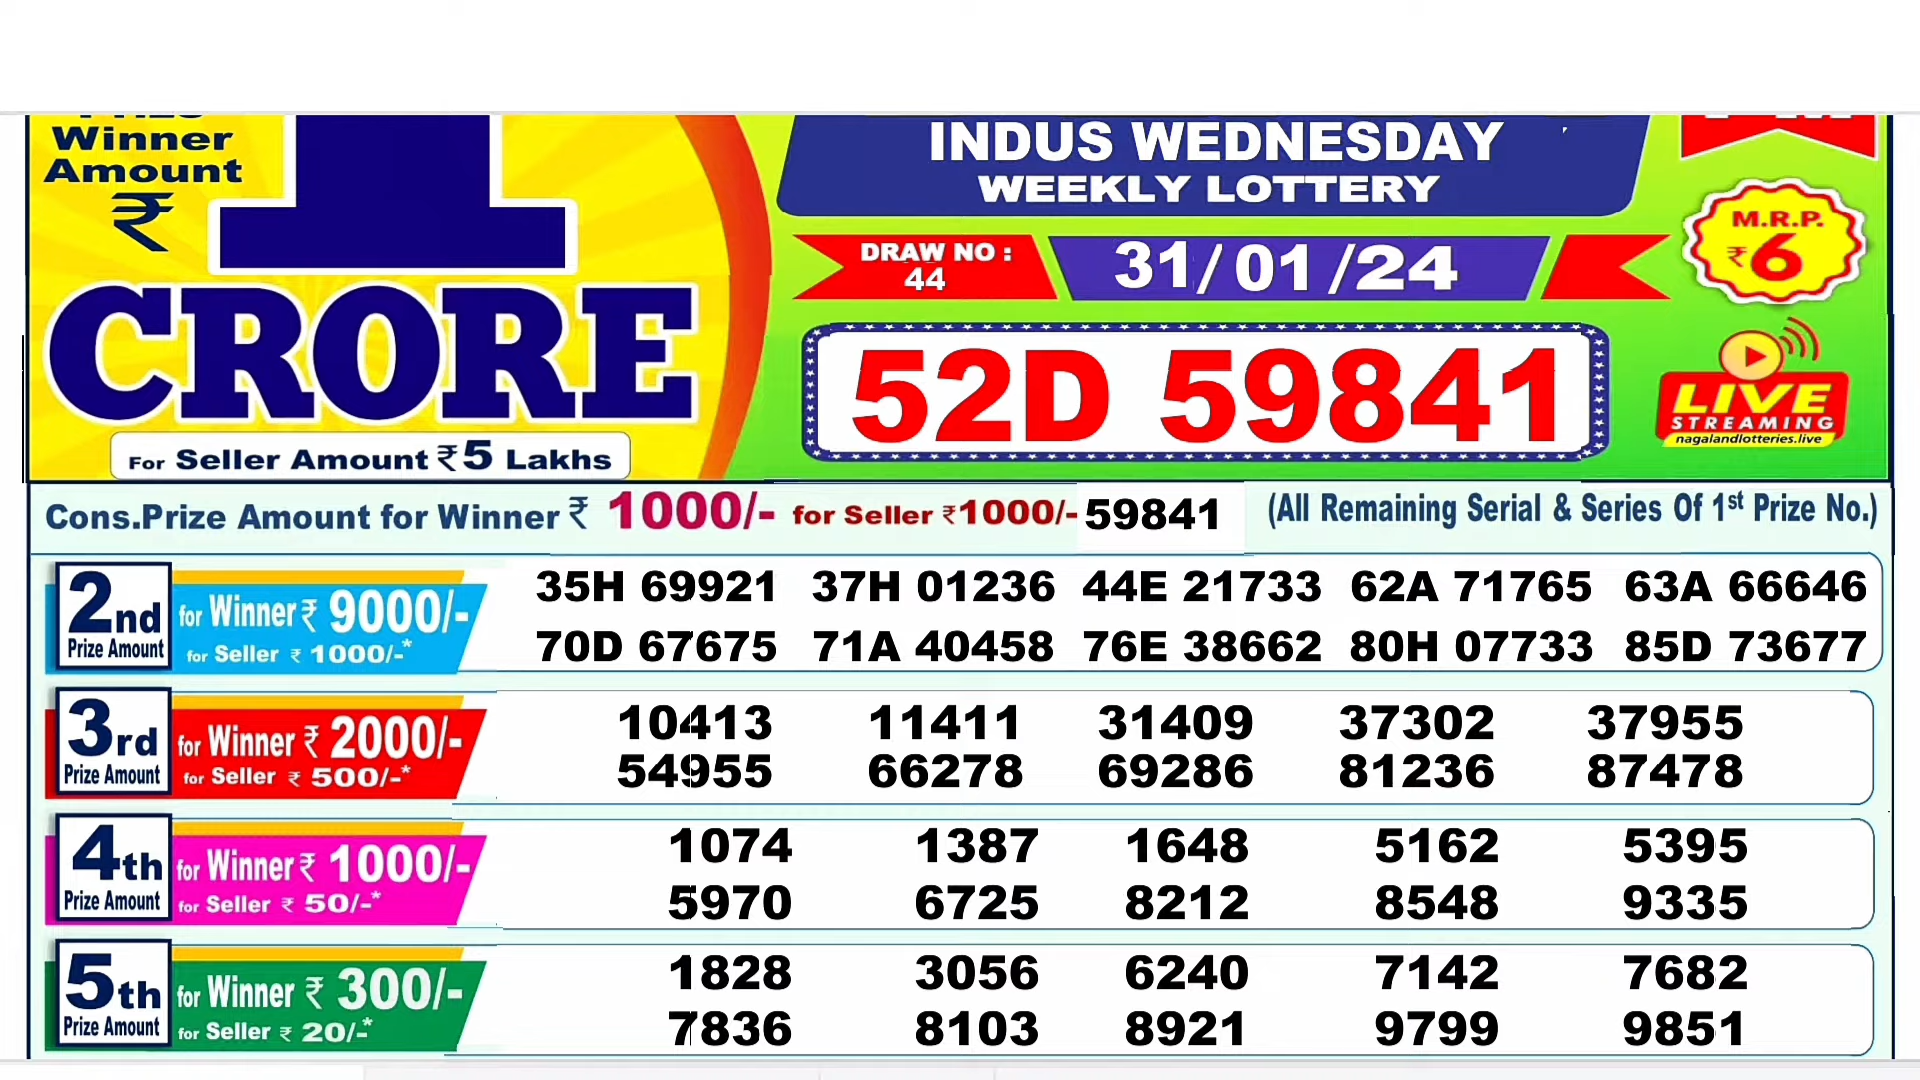 Winner
Amount
₹
1
CRORE
For Seller Amount ₹5 Lakhs
INDUS WEDNESDAY
WEEKLY LOTTERY
DRAW NO :
44
31/01/24
M.R.P.
₹6
52D 59841
LIVE
STREAMING
nagalandlotteries.live
Cons.Prize Amount for Winner ₹ 1000/- for Seller ₹1000/- 59841 (All Remaining Serial & Series Of 1st Prize No.)
2nd
Prize Amount
for Winner ₹ 9000/-
for Seller ₹ 1000/-*
35H 69921 37H 01236 44E 21733 62A 71765 63A 66646
70D 67675 71A 40458 76E 38662 80H 07733 85D 73677
3rd
Prize Amount
for Winner ₹ 2000/-
for Seller ₹ 500/-*
10413 11411 31409 37302 37955
54955 66278 69286 81236 87478
4th
Prize Amount
for Winner ₹ 1000/-
for Seller ₹ 50/-*
1074 1387 1648 5162 5395
5970 6725 8212 8548 9335
5th
Prize Amount
for Winner ₹ 300/-
for Seller ₹ 20/-*
1828 3056 6240 7142 7682
7836 8103 8921 9799 9851